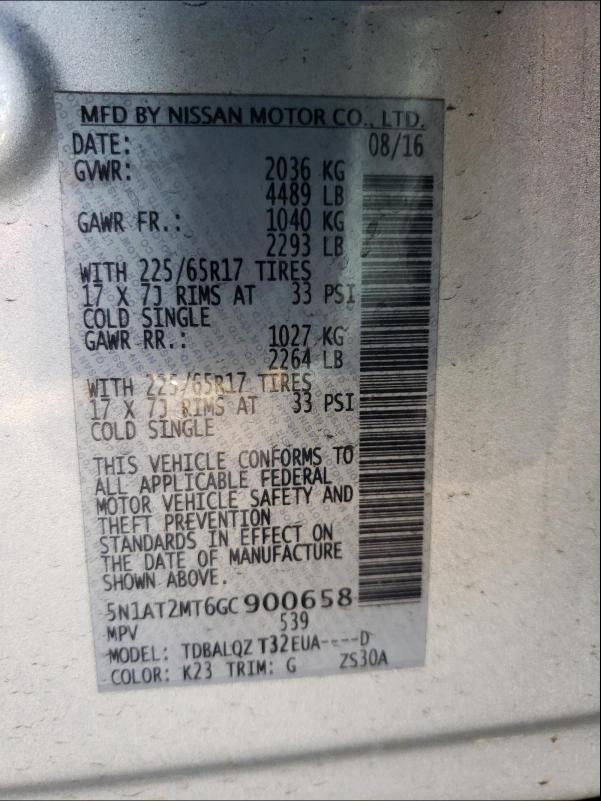 MFD BY NISSAN MOTOR CO., LTD.
DATE: 08/16
GVWR: 2036 KG
4489 LB
GAWR FR.: 1040 KG
2293 LB
WITH 225/65R17 TIRES
17 X 7J RIMS AT 33 PSI
COLD SINGLE
GAWR RR.: 1027 KG
2264 LB
WITH 225/65R17 TIRES
17 X 7J RIMS AT 33 PSI
COLD SINGLE
THIS VEHICLE CONFORMS TO
ALL APPLICABLE FEDERAL
MOTOR VEHICLE SAFETY AND
THEFT PREVENTION
STANDARDS IN EFFECT ON
THE DATE OF MANUFACTURE
SHOWN ABOVE.
5N1AT2MT6GC900658
MPV 539
MODEL: TDBALQZ T32EUA----D
COLOR: K23 TRIM: G ZS30A